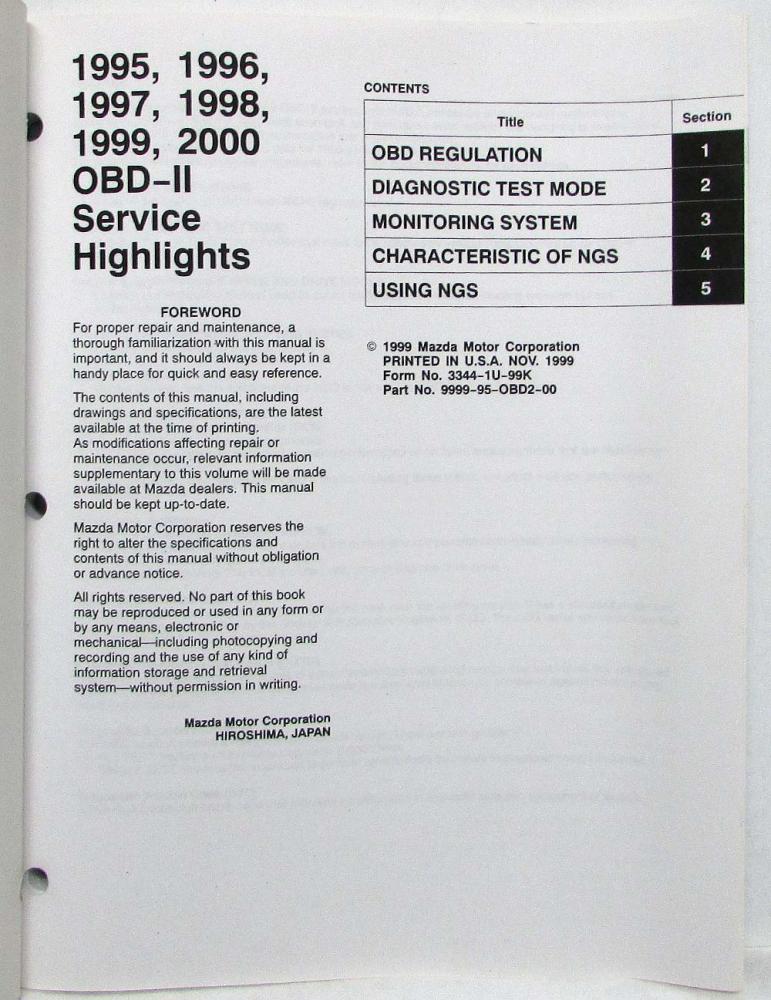 1995, 1996,
1997, 1998,
1999, 2000
OBD-II
Service
Highlights
FOREWORD
For proper repair and maintenance, a
thorough familiarization with this manual is
important, and it should always be kept in a
handy place for quick and easy reference.
The contents of this manual, including
drawings and specifications, are the latest
available at the time of printing.
As modifications affecting repair or
maintenance occur, relevant information
supplementary to this volume will be made
available at Mazda dealers. This manual
should be kept up-to-date.
Mazda Motor Corporation reserves the
right to alter the specifications and
contents of this manual without obligation
or advance notice.
All rights reserved. No part of this book
may be reproduced or used in any form or
by any means, electronic or
mechanical—including photocopying and
recording and the use of any kind of
information storage and retrieval
system—without permission in writing.
Mazda Motor Corporation
HIROSHIMA, JAPAN
CONTENTS
Title Section
OBD REGULATION 1
DIAGNOSTIC TEST MODE 2
MONITORING SYSTEM 3
CHARACTERISTIC OF NGS 4
USING NGS 5
© 1999 Mazda Motor Corporation
PRINTED IN U.S.A. NOV. 1999
Form No. 3344-1U-99K
Part No. 9999-95-OBD2-00